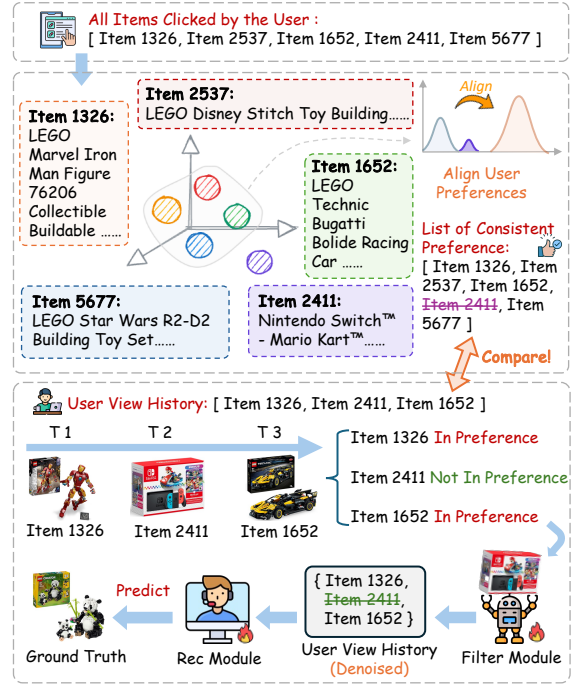 All Items Clicked by the User :
[ Item 1326, Item 2537, Item 1652, Item 2411, Item 5677 ]
Item 2537:
LEGO Disney Stitch Toy Building……
Item 1326:
LEGO
Marvel Iron
Man Figure
76206
Collectible
Buildable ……
Item 1652:
LEGO
Technic
Bugatti
Bolide Racing
Car ……
Align
Align User
Preferences
List of Consistent
Preference:
[ Item 1326, Item
2537, Item 1652,
Item 2411, Item
5677 ]
Item 5677:
LEGO Star Wars R2-D2
Building Toy Set……
Item 2411:
Nintendo Switch™
- Mario Kart™……
Compare!
User View History: [ Item 1326, Item 2411, Item 1652 ]
T 1
T 2
T 3
Item 1326
Item 2411
Item 1652
Item 1326 In Preference
Item 2411 Not In Preference
Item 1652 In Preference
Predict
{ Item 1326,
Item 2411,
Item 1652 }
Ground Truth
Rec Module
User View History
(Denoised)
Filter Module